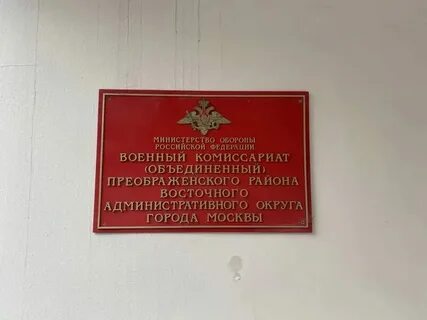 МИНИСТЕРСТВО ОБОРОНЫ
РОССИЙСКОЙ ФЕДЕРАЦИИ
ВОЕННЫЙ КОМИССАРИАТ
(ОБЪЕДИНЕННЫЙ)
ПРЕОБРАЖЕНСКОГО РАЙОНА
ВОСТОЧНОГО
АДМИНИСТРАТИВНОГО ОКРУГА
ГОРОДА МОСКВЫ